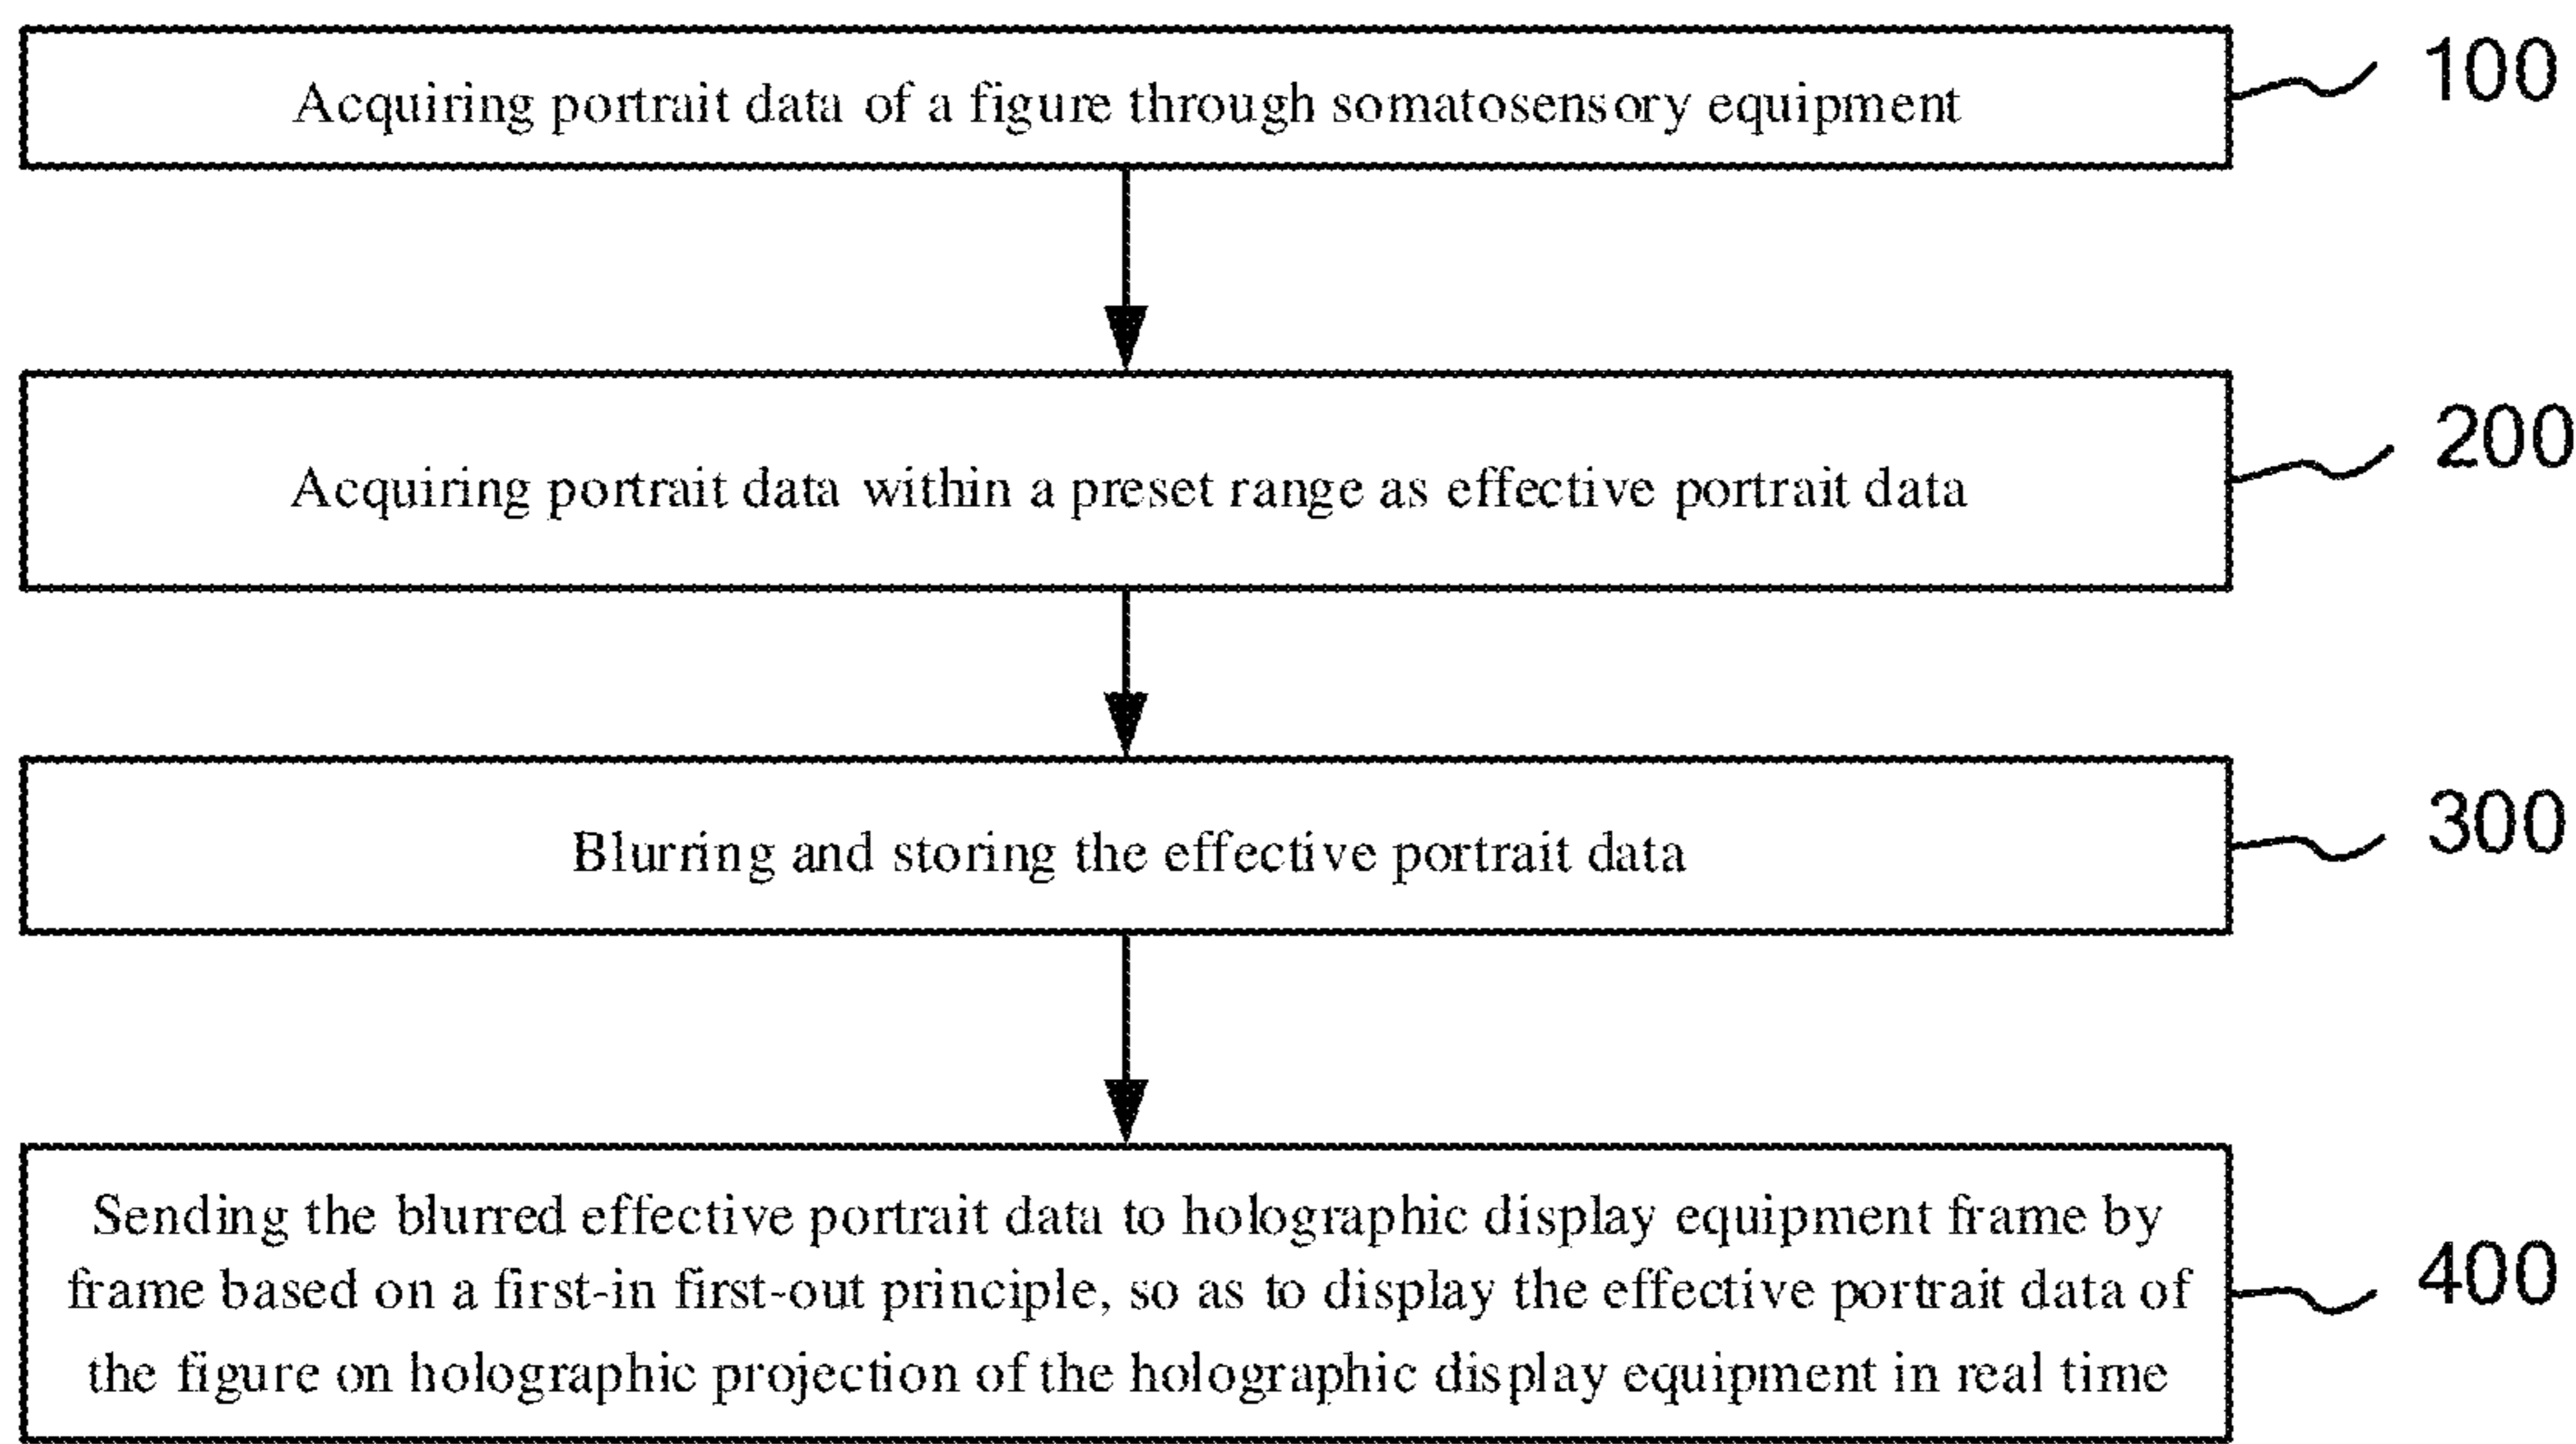 Acquiring portrait data of a figure through somatosensory equipment
100
Acquiring portrait data within a preset range as effective portrait data
200
Blurring and storing the effective portrait data
300
Sending the blurred effective portrait data to holographic display equipment frame by
frame based on a first-in first-out principle, so as to display the effective portrait data of
the figure on holographic projection of the holographic display equipment in real time
400